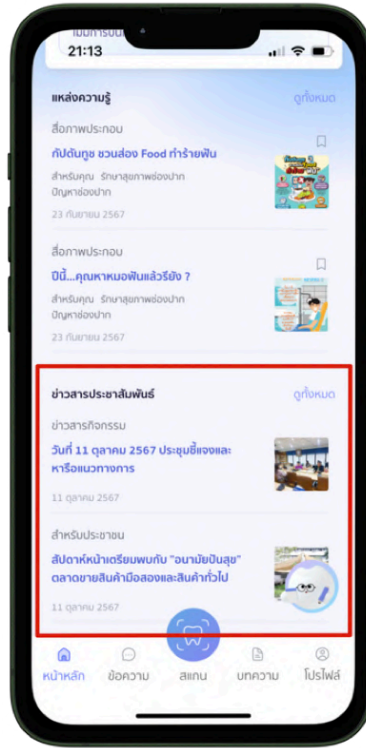 21:13
แหล่งความรู้
ดูทั้งหมด
สื่อภาพประกอบ
กัปตันทูช ชวนส่อง Food ทำร้ายฟัน
สำหรับคุณ รักษาสุขภาพช่องปาก
ปัญหาช่องปาก
23 กันยายน 2567
สื่อภาพประกอบ
ปีนี้...คุณหาหมอฟันแล้วรึยัง ?
สำหรับคุณ รักษาสุขภาพช่องปาก
ปัญหาช่องปาก
23 กันยายน 2567
ข่าวสารประชาสัมพันธ์
ดูทั้งหมด
ข่าวสารกิจกรรม
วันที่ 11 ตุลาคม 2567 ประชุมชี้แจงและ
หารือแนวทางการ
11 ตุลาคม 2567
สำหรับประชาชน
สัปดาห์หน้าเตรียมพบกับ "อนามัยปันสุข"
ตลาดขายสินค้ามือสองและสินค้าทั่วไป
11 ตุลาคม 2567
หน้าหลัก
ข้อความ
สแกน
บทความ
โปรไฟล์